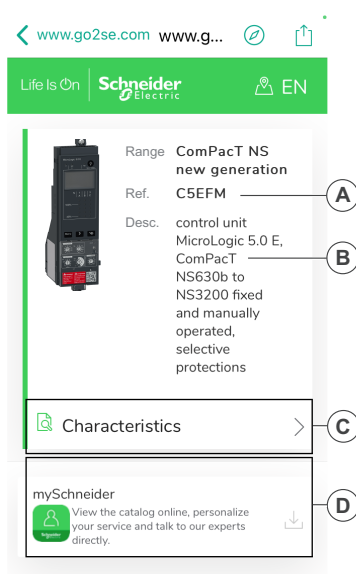 www.go2se.com www.g...
Life Is On Schneider Electric EN
Range ComPacT NS
new generation
Ref. C5EFM
A
Desc. control unit
MicroLogic 5.0 E,
ComPacT
B
NS630b to
NS3200 fixed
and manually
operated,
selective
protections
Characteristics
C
mySchneider
View the catalog online, personalize
your service and talk to our experts
directly.
D